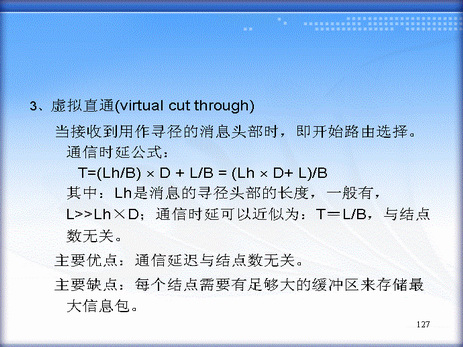 3、虚拟直通(virtual cut through)
当接收到用作寻径的消息头部时，即开始路由选择。
通信时延公式：
T=(Lh/B) × D + L/B = (Lh × D+ L)/B
其中：Lh是消息的寻径头部的长度，一般有，
L>>Lh×D；通信时延可以近似为：T＝L/B，与结点
数无关。
主要优点：通信延迟与结点数无关。
主要缺点：每个结点需要有足够大的缓冲区来存储最
大信息包。
127